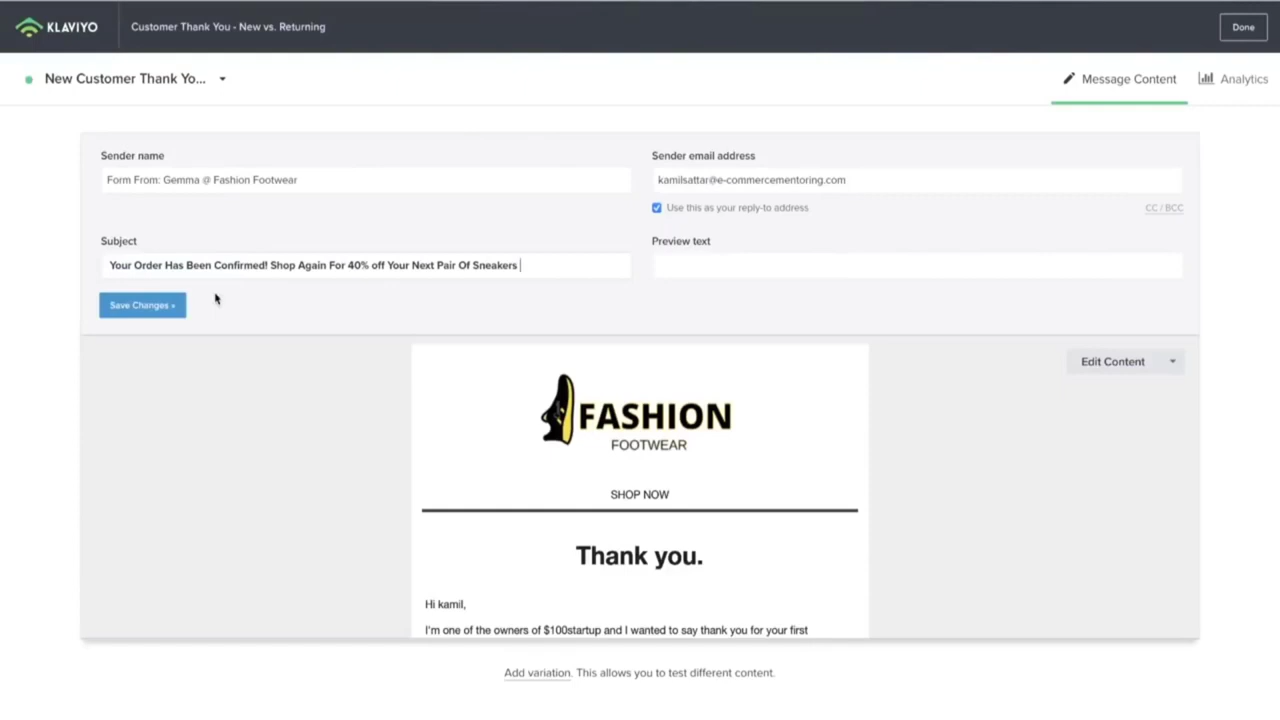 KLAVIYO
Customer Thank You - New vs. Returning
Done
New Customer Thank Yo...
Message Content
Analytics
Sender name
Sender email address
Form From: Gemma @ Fashion Footwear
kamilsattar@e-commercementoring.com
Use this as your reply-to address
CC / BCC
Subject
Preview text
Your Order Has Been Confirmed! Shop Again For 40% off Your Next Pair Of Sneakers
Save Changes »
Edit Content
FASHION
FOOTWEAR
SHOP NOW
Thank you.
Hi kamil,
I'm one of the owners of $100startup and I wanted to say thank you for your first
Add variation. This allows you to test different content.